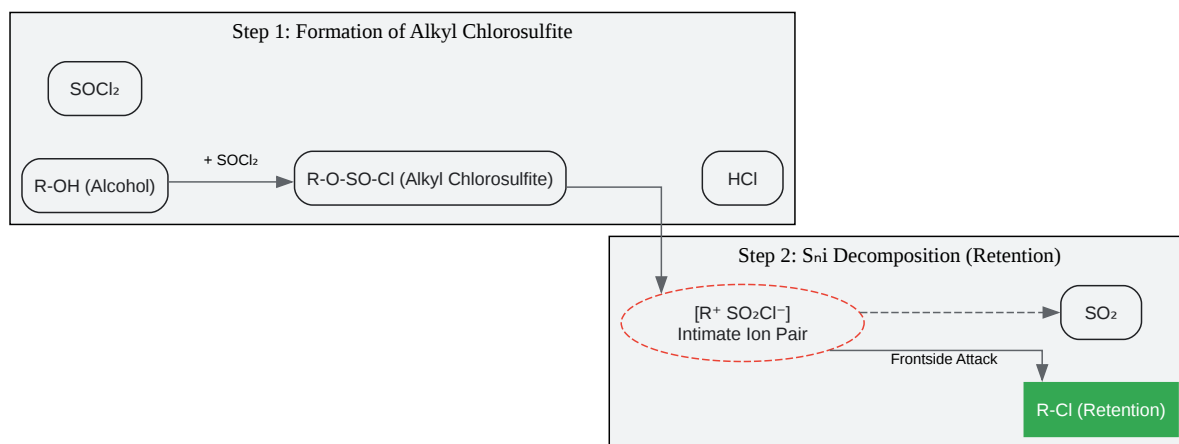 Step 1: Formation of Alkyl Chlorosulfite
SOCl₂
+ SOCl₂
R-OH (Alcohol)
R-O-SO-Cl (Alkyl Chlorosulfite)
HCl
Step 2: Sₙi Decomposition (Retention)
[R⁺ SO₂Cl⁻]
Intimate Ion Pair
SO₂
Frontside Attack
R-Cl (Retention)